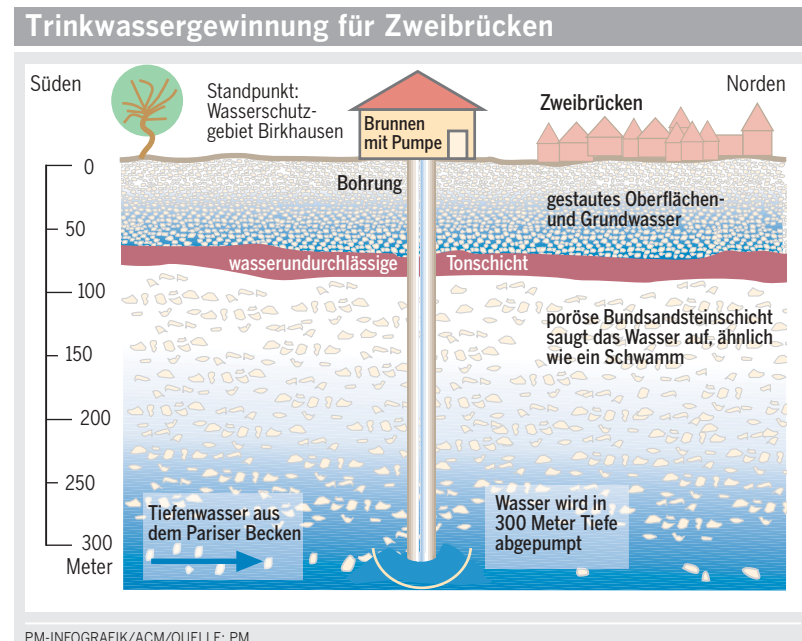 Trinkwassergewinnung für Zweibrücken
Süden
Standpunkt:
Wasserschutz-
gebiet Birkhausen
Brunnen
mit Pumpe
Zweibrücken
Norden
0
Bohrung
gestautes Oberflächen-
und Grundwasser
50
wasserundurchlässige Tonschicht
100
poröse Bundsandsteinschicht
saugt das Wasser auf, ähnlich
wie ein Schwamm
150
200
250
Tiefenwasser aus
dem Pariser Becken
Wasser wird in
300 Meter Tiefe
abgepumpt
300
Meter
PM-INFOGRAFIK/ACM/QUELLE: PM